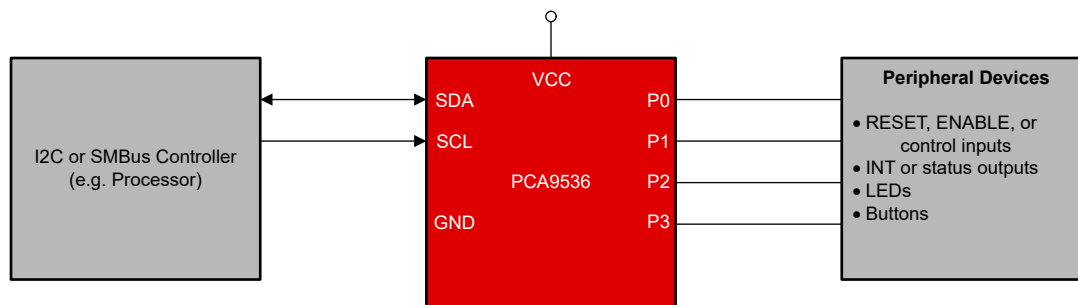 I2C or SMBus Controller
(e.g. Processor)
VCC
SDA
SCL
PCA9536
GND
P0
P1
P2
P3
Peripheral Devices
• RESET, ENABLE, or
control inputs
• INT or status outputs
• LEDs
• Buttons